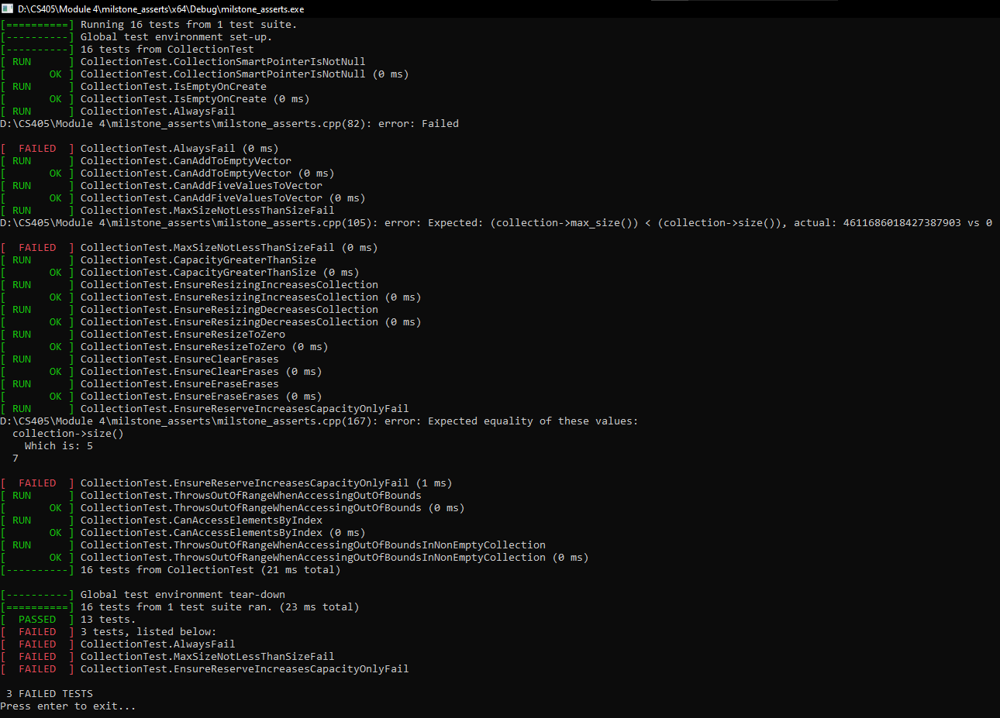 D:\CS405\Module 4\milstone_asserts\x64\Debug\milstone_asserts.exe
[==========] Running 16 tests from 1 test suite.
[----------] Global test environment set-up.
[----------] 16 tests from CollectionTest
[ RUN      ] CollectionTest.CollectionSmartPointerIsNotNull
[       OK ] CollectionTest.CollectionSmartPointerIsNotNull (0 ms)
[ RUN      ] CollectionTest.IsEmptyOnCreate
[       OK ] CollectionTest.IsEmptyOnCreate (0 ms)
[ RUN      ] CollectionTest.AlwaysFail
D:\CS405\Module 4\milstone_asserts\milstone_asserts.cpp(82): error: Failed
[  FAILED  ] CollectionTest.AlwaysFail (0 ms)
[ RUN      ] CollectionTest.CanAddToEmptyVector
[       OK ] CollectionTest.CanAddToEmptyVector (0 ms)
[ RUN      ] CollectionTest.CanAddFiveValuesToVector
[       OK ] CollectionTest.CanAddFiveValuesToVector (0 ms)
[ RUN      ] CollectionTest.MaxSizeNotLessThanSizeFail
D:\CS405\Module 4\milstone_asserts\milstone_asserts.cpp(105): error: Expected: (collection->max_size()) < (collection->size()), actual: 4611686018427387903 vs 0
[  FAILED  ] CollectionTest.MaxSizeNotLessThanSizeFail (0 ms)
[ RUN      ] CollectionTest.CapacityGreaterThanSize
[       OK ] CollectionTest.CapacityGreaterThanSize (0 ms)
[ RUN      ] CollectionTest.EnsureResizingIncreasesCollection
[       OK ] CollectionTest.EnsureResizingIncreasesCollection (0 ms)
[ RUN      ] CollectionTest.EnsureResizingDecreasesCollection
[       OK ] CollectionTest.EnsureResizingDecreasesCollection (0 ms)
[ RUN      ] CollectionTest.EnsureResizeToZero
[       OK ] CollectionTest.EnsureResizeToZero (0 ms)
[ RUN      ] CollectionTest.EnsureClearErases
[       OK ] CollectionTest.EnsureClearErases (0 ms)
[ RUN      ] CollectionTest.EnsureEraseErases
[       OK ] CollectionTest.EnsureEraseErases (0 ms)
[ RUN      ] CollectionTest.EnsureReserveIncreasesCapacityOnlyFail
D:\CS405\Module 4\milstone_asserts\milstone_asserts.cpp(167): error: Expected equality of these values:
  collection->size()
    Which is: 5
  7
[  FAILED  ] CollectionTest.EnsureReserveIncreasesCapacityOnlyFail (1 ms)
[ RUN      ] CollectionTest.ThrowsOutOfRangeWhenAccessingOutOfBounds
[       OK ] CollectionTest.ThrowsOutOfRangeWhenAccessingOutOfBounds (0 ms)
[ RUN      ] CollectionTest.CanAccessElementsByIndex
[       OK ] CollectionTest.CanAccessElementsByIndex (0 ms)
[ RUN      ] CollectionTest.ThrowsOutOfRangeWhenAccessingOutOfBoundsInNonEmptyCollection
[       OK ] CollectionTest.ThrowsOutOfRangeWhenAccessingOutOfBoundsInNonEmptyCollection (0 ms)
[----------] 16 tests from CollectionTest (21 ms total)
[----------] Global test environment tear-down
[==========] 16 tests from 1 test suite ran. (23 ms total)
[  PASSED  ] 13 tests.
[  FAILED  ] 3 tests, listed below:
[  FAILED  ] CollectionTest.AlwaysFail
[  FAILED  ] CollectionTest.MaxSizeNotLessThanSizeFail
[  FAILED  ] CollectionTest.EnsureReserveIncreasesCapacityOnlyFail
 3 FAILED TESTS
Press enter to exit...